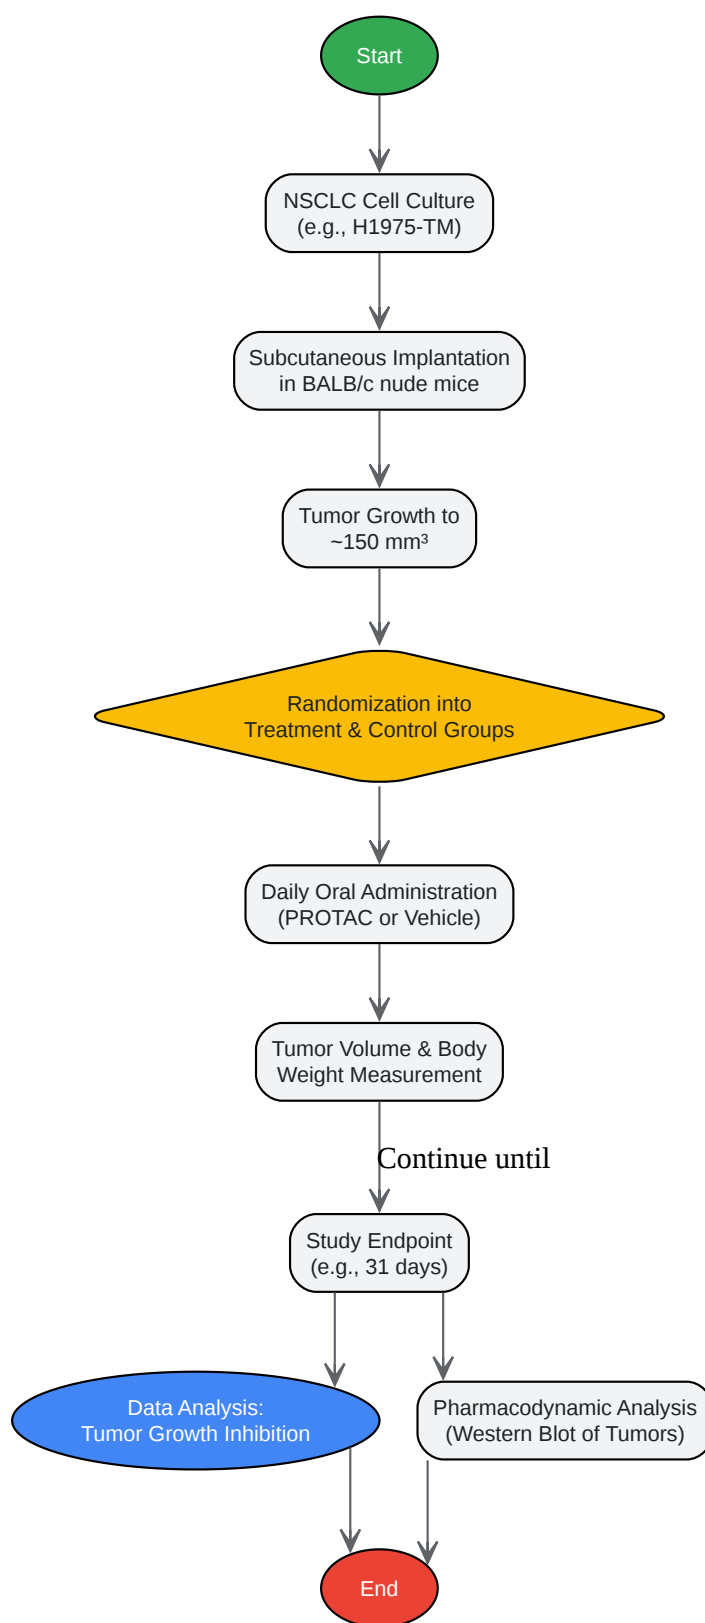 Start
NSCLC Cell Culture
(e.g., H1975-TM)
Subcutaneous Implantation
in BALB/c nude mice
Tumor Growth to
~150 mm³
Randomization into
Treatment & Control Groups
Daily Oral Administration
(PROTAC or Vehicle)
Tumor Volume & Body
Weight Measurement
Continue until
Study Endpoint
(e.g., 31 days)
Data Analysis:
Tumor Growth Inhibition
Pharmacodynamic Analysis
(Western Blot of Tumors)
End